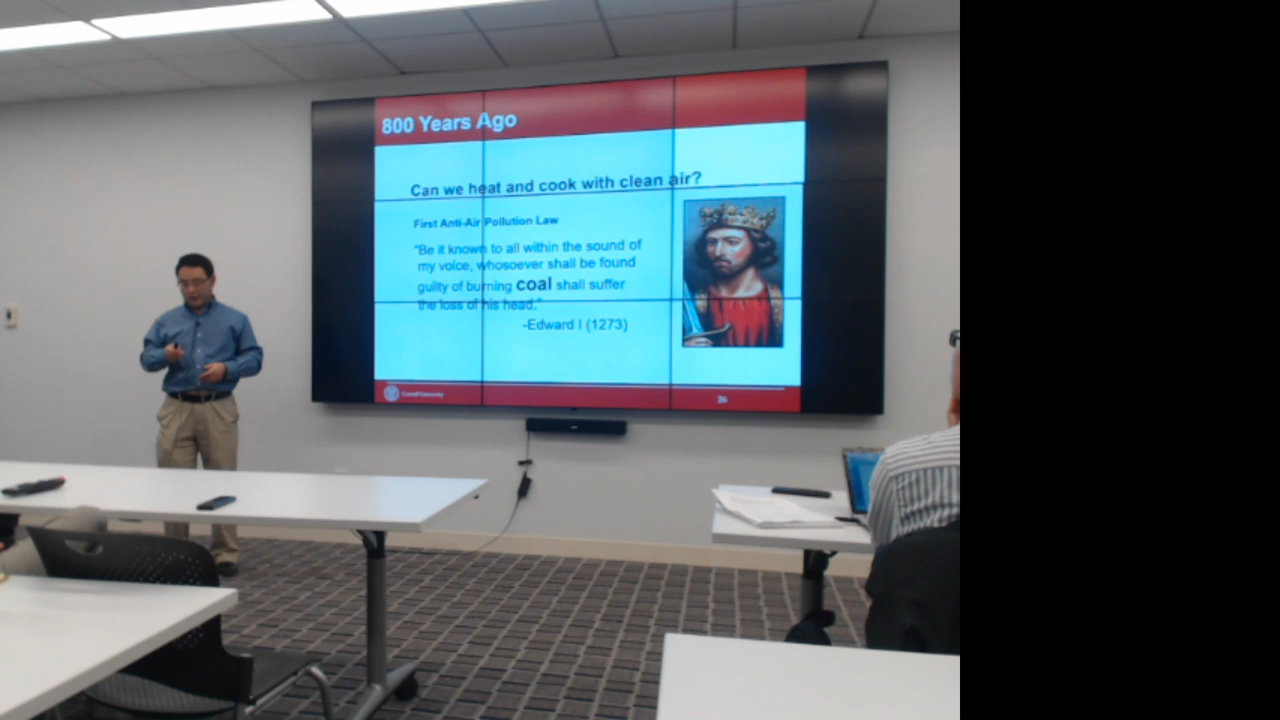 800 Years Ago
Can we heat and cook with clean air?
First Anti-Air Pollution Law
"Be it known to all within the sound of
my voice, whosoever shall be found
guilty of burning coal shall suffer
the loss of his head."
-Edward I (1273)
Cornell University
26